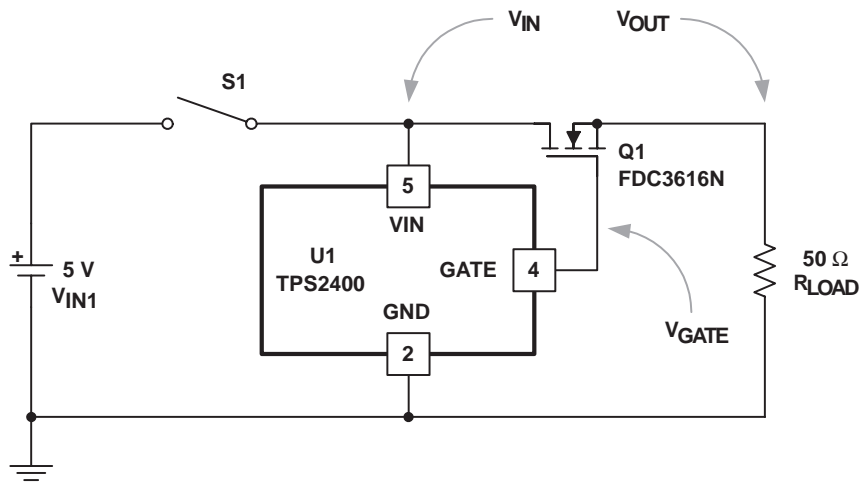 VIN
VOUT
S1
Q1
FDC3616N
5
VIN
U1
TPS2400
GATE
4
+
5 V
VIN1
50 Ω
RLOAD
GND
VGATE
2